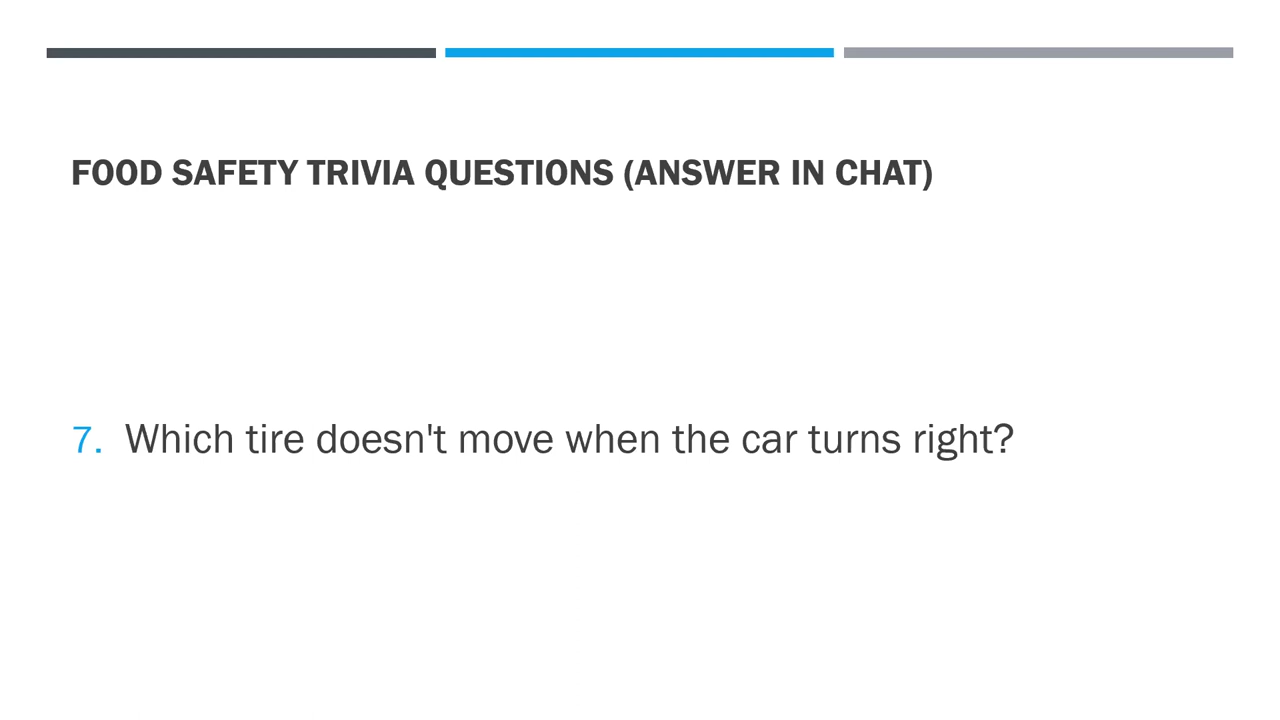 FOOD SAFETY TRIVIA QUESTIONS (ANSWER IN CHAT)
7. Which tire doesn't move when the car turns right?